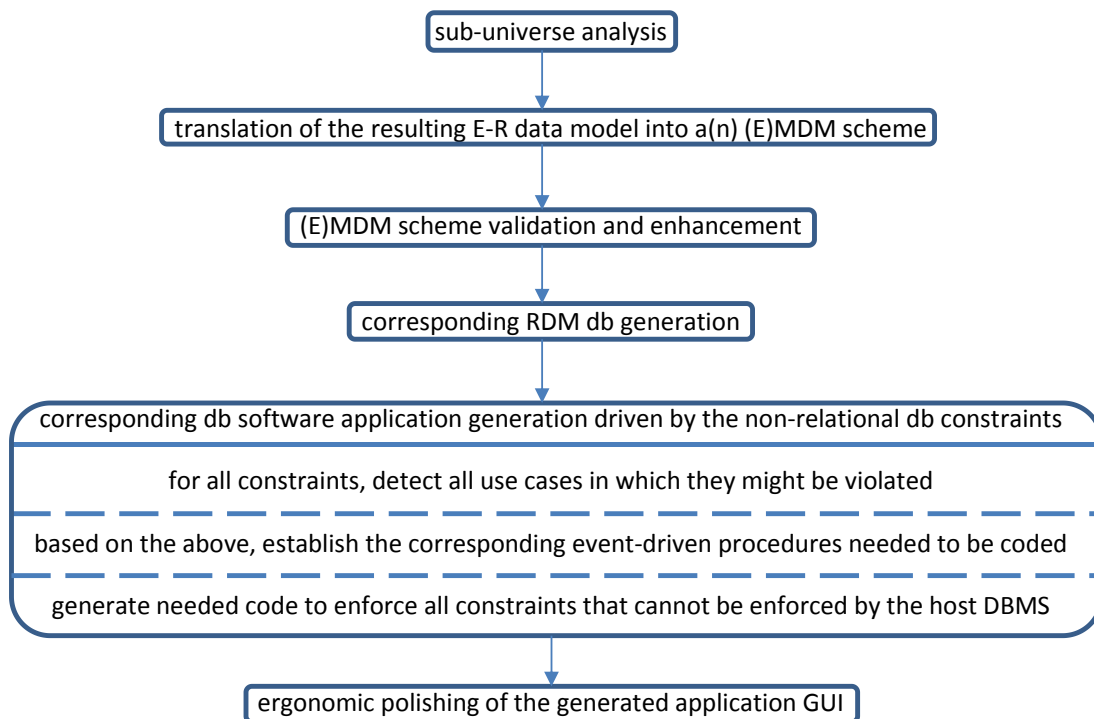 sub-universe analysis
translation of the resulting E-R data model into a(n) (E)MDM scheme
(E)MDM scheme validation and enhancement
corresponding RDM db generation
corresponding db software application generation driven by the non-relational db constraints
for all constraints, detect all use cases in which they might be violated
based on the above, establish the corresponding event-driven procedures needed to be coded
generate needed code to enforce all constraints that cannot be enforced by the host DBMS
ergonomic polishing of the generated application GUI